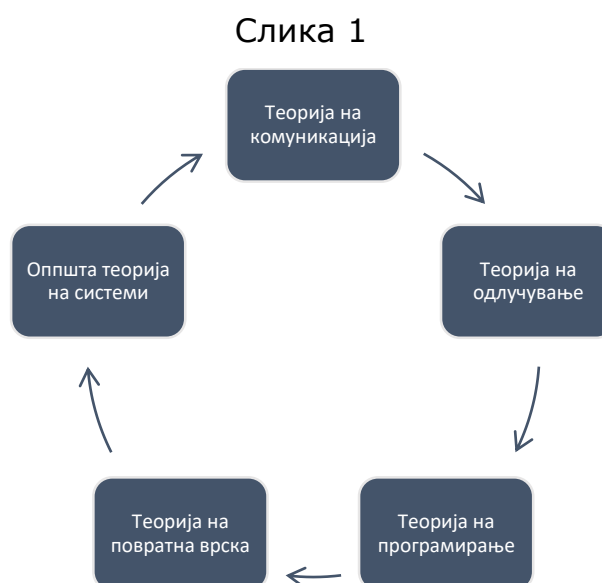 Слика 1
Теорија на
комуникација
Теорија на
одлучување
Теорија на
програмирање
Теорија на
повратна врска
Оппшта теорија
на системи